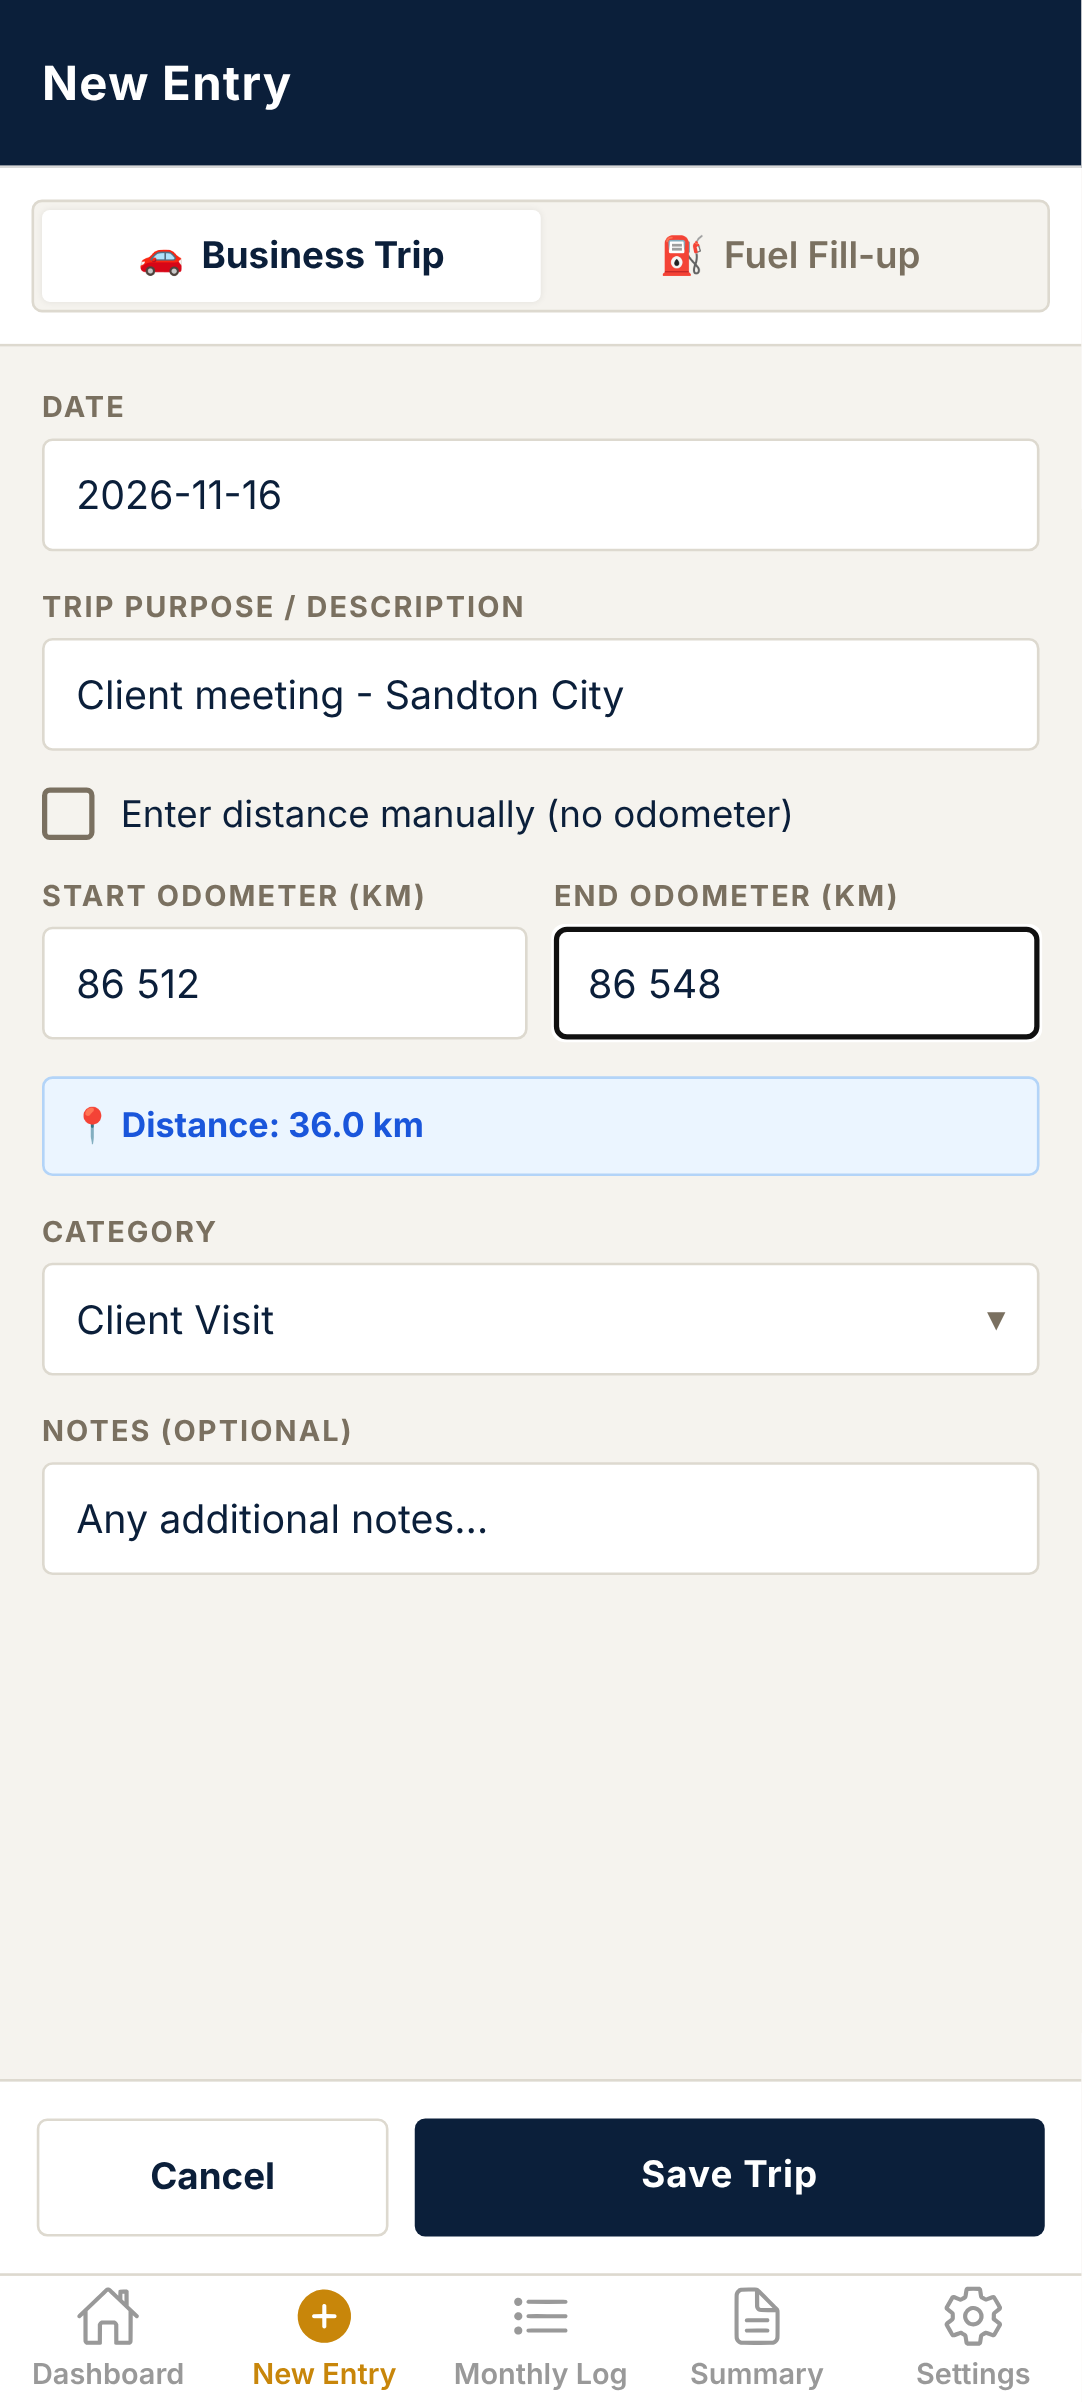 New Entry
Business Trip
Fuel Fill-up
DATE
2026-11-16
TRIP PURPOSE / DESCRIPTION
Client meeting - Sandton City
Enter distance manually (no odometer)
START ODOMETER (KM)
END ODOMETER (KM)
86 512
86 548
Distance: 36.0 km
CATEGORY
Client Visit
NOTES (OPTIONAL)
Any additional notes...
Cancel
Save Trip
Dashboard
New Entry
Monthly Log
Summary
Settings